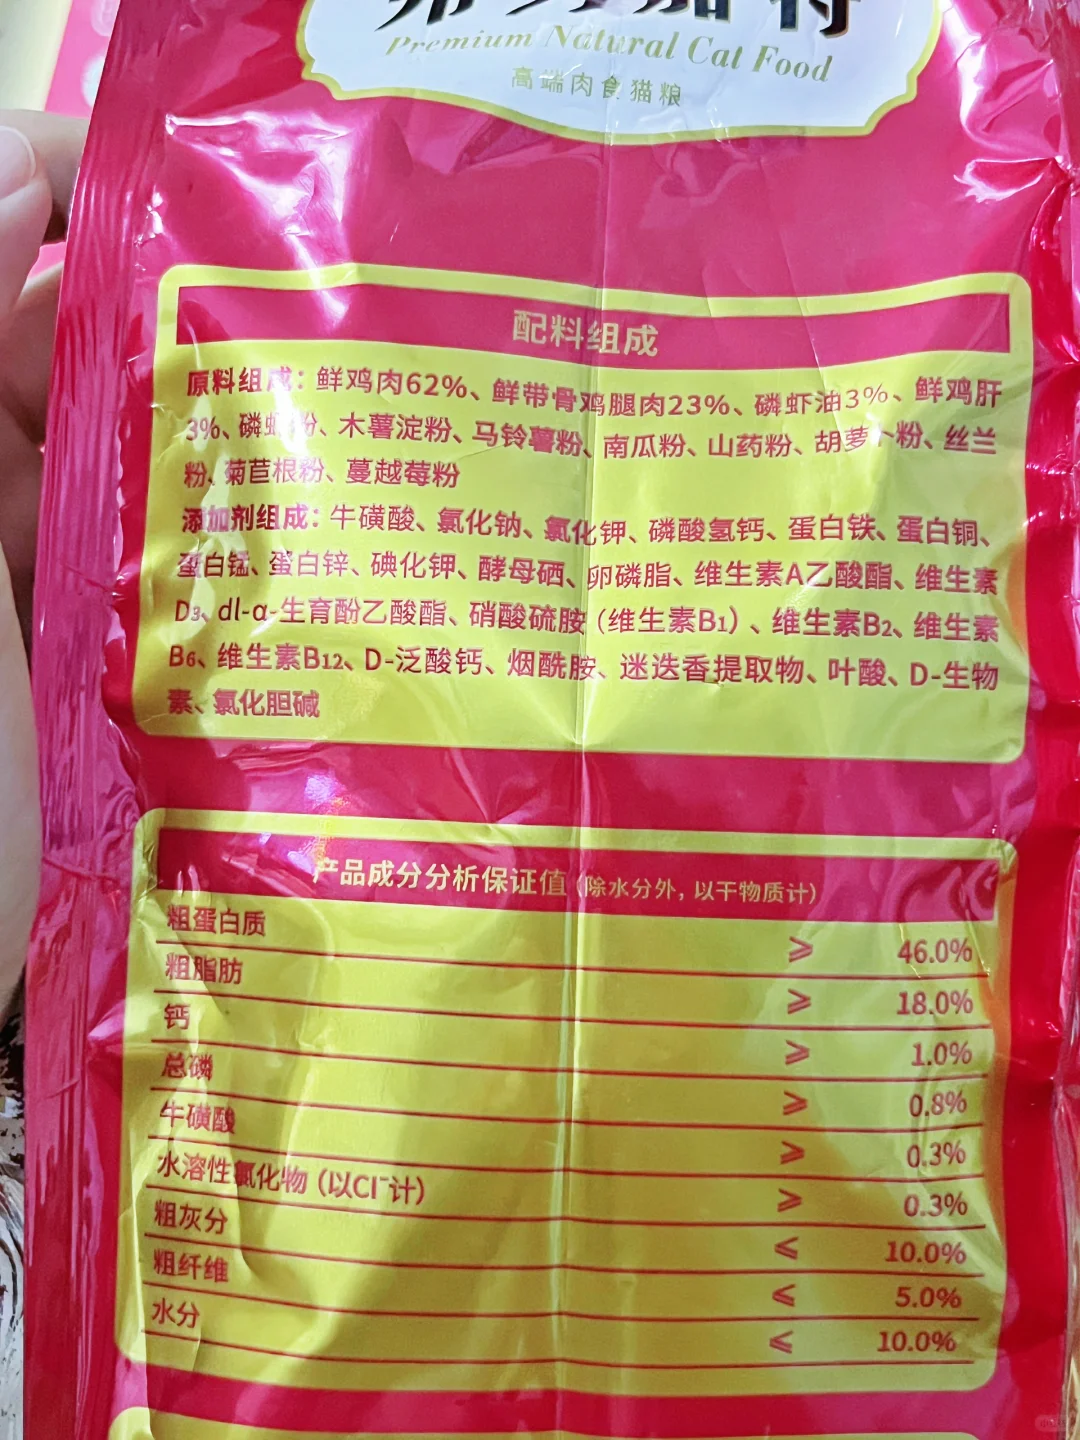 Premium Natural Cat Food
高端肉食猫粮
配料组成
原料组成：鲜鸡肉62%、鲜带骨鸡腿肉23%、磷虾油3%、鲜鸡肝
3%、磷虾粉、木薯淀粉、马铃薯粉、南瓜粉、山药粉、胡萝卜粉、丝兰
粉、菊苣根粉、蔓越莓粉
添加剂组成：牛磺酸、氯化钠、氯化钾、磷酸氢钙、蛋白铁、蛋白铜、
蛋白锰、蛋白锌、碘化钾、酵母硒、卵磷脂、维生素A乙酸酯、维生素
D3、dl-α-生育酚乙酸酯、硝酸硫胺（维生素B1）、维生素B2、维生素
B6、维生素B12、D-泛酸钙、烟酰胺、迷迭香提取物、叶酸、D-生物
素、氯化胆碱
产品成分分析保证值（除水分外，以干物质计）
粗蛋白质 ≥ 46.0%
粗脂肪 ≥ 18.0%
钙 ≥ 1.0%
总磷 ≥ 0.8%
牛磺酸 ≥ 0.3%
水溶性氯化物（以Cl⁻计） ≥ 0.3%
粗灰分 ≤ 10.0%
粗纤维 ≤ 5.0%
水分 ≤ 10.0%